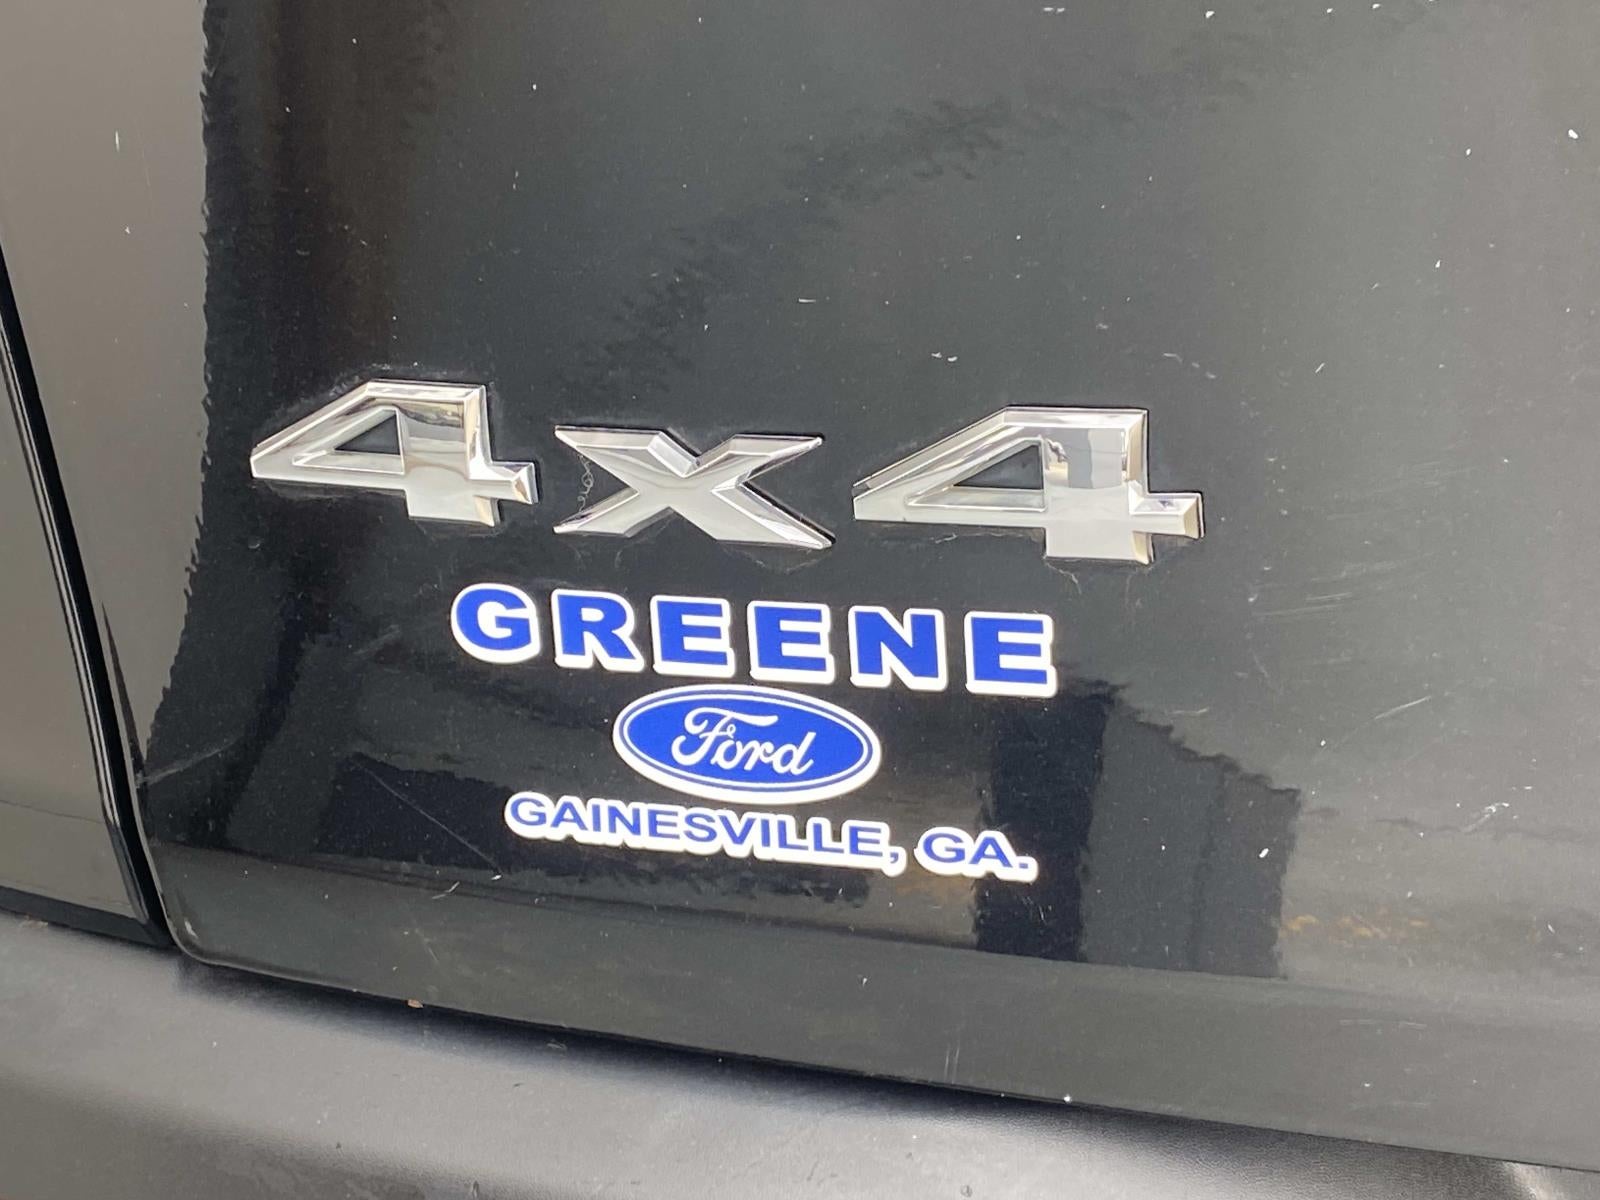 4x4
GREENE
Ford
GAINESVILLE, GA.